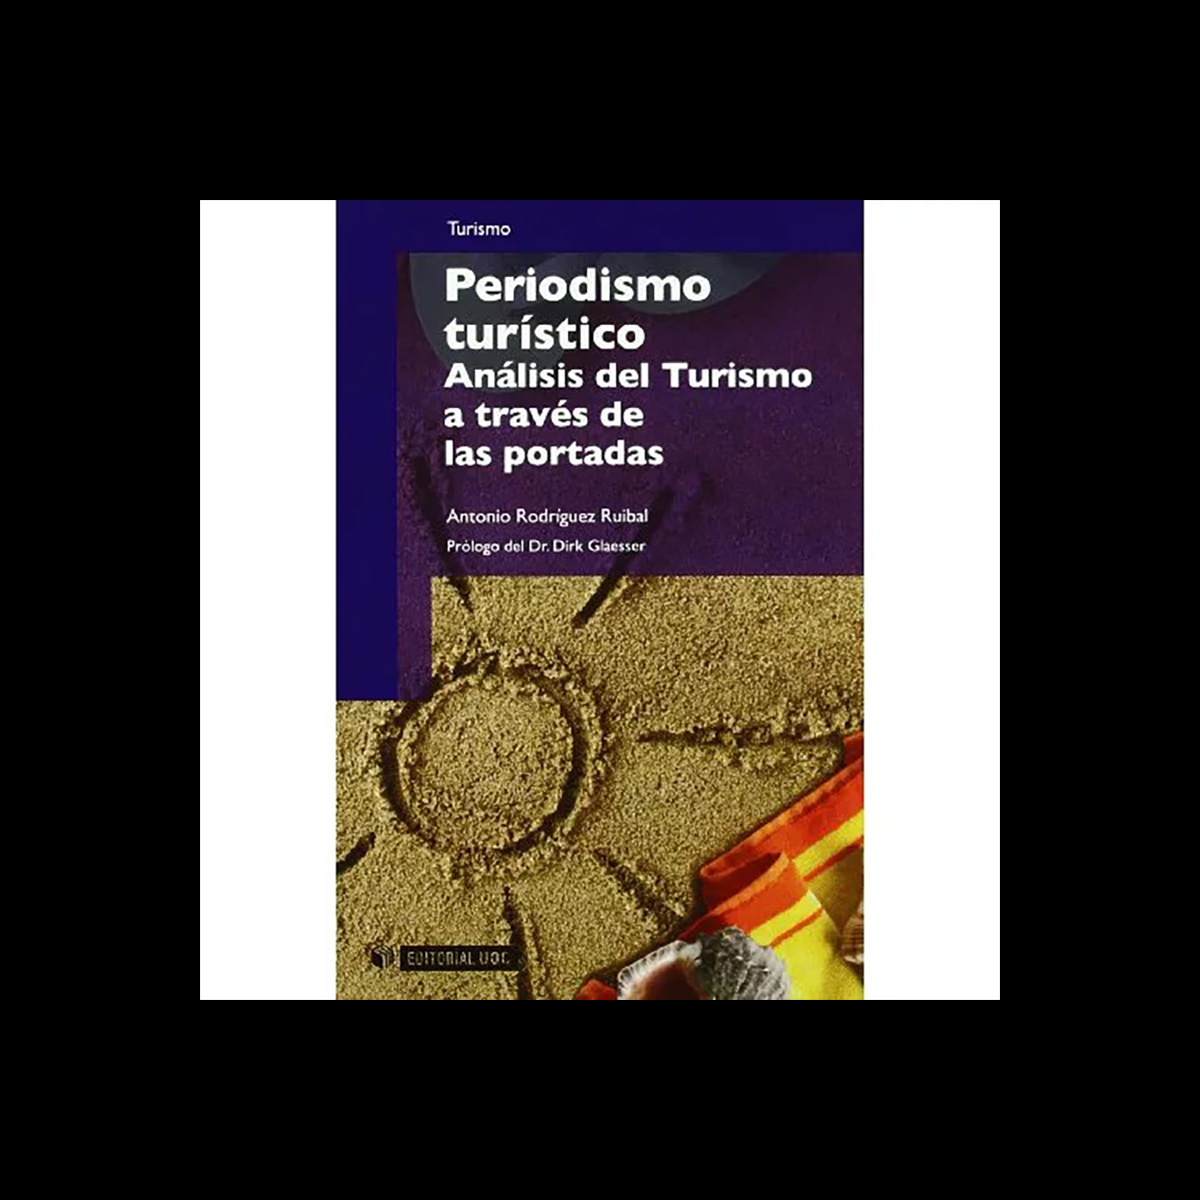 Turismo
Periodismo
turístico
Análisis del Turismo
a través de
las portadas
Antonio Rodríguez Ruibal
Prólogo del Dr. Dirk Glaesser
EDITORIAL UOC